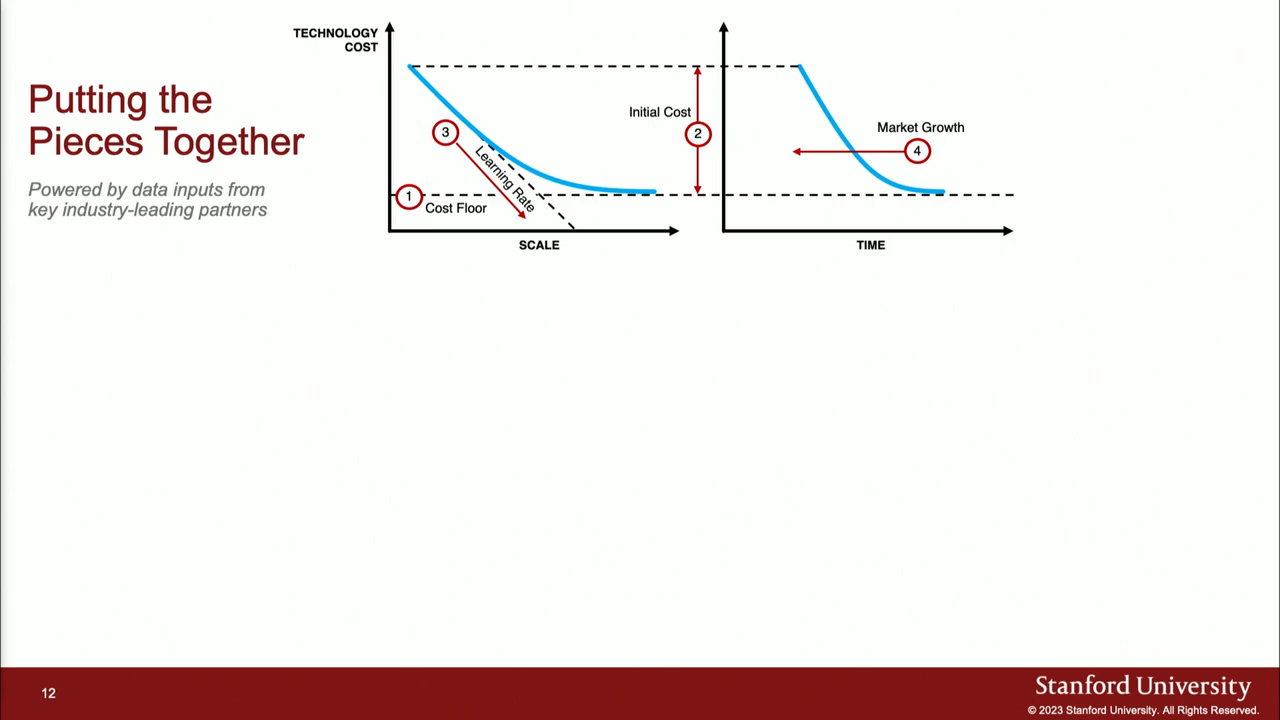 Putting the
Pieces Together
Powered by data inputs from
key industry-leading partners
TECHNOLOGY
COST
3
Learning Rate
1
Cost Floor
SCALE
Initial Cost
2
Market Growth
4
TIME
12
Stanford University
© 2023 Stanford University. All Rights Reserved.